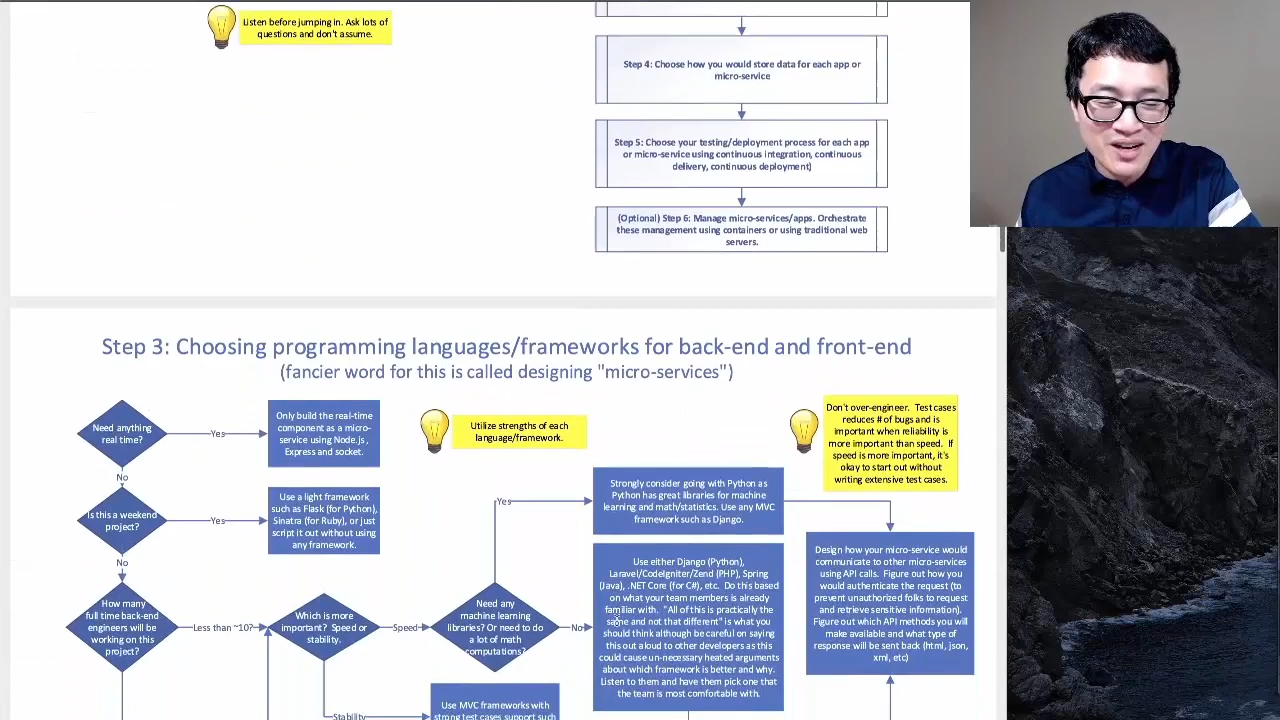 Listen before jumping in. Ask lots of
questions and don't assume.
Step 4: Choose how you would store data for each app or
micro-service
Step 5: Choose your testing/deployment process for each app
or micro-service using continuous integration, continuous
delivery, continuous deployment)
(Optional) Step 6: Manage micro-services/apps. Orchestrate
these management using containers or using traditional web
servers.
Step 3: Choosing programming languages/frameworks for back-end and front-end
(fancier word for this is called designing "micro-services")
Need anything
real time?
Yes
Only build the real-time
component as a micro-
service using Node.js,
Express and socket.
No
Is this a weekend
project?
Yes
Use a light framework
such as Flask (for Python),
Sinatra (for Ruby), or just
script it out without using
any framework.
No
How many
full time back-end
engineers will be
working on this
project?
Less than ~10?
Which is more
important? Speed or
stability.
Speed
Stability
Use MVC frameworks with
strong test cases support such
Utilize strengths of each
language/framework.
Need any
machine learning
libraries? Or need to do
a lot of math
computations?
Yes
No
Strongly consider going with Python as
Python has great libraries for machine
learning and math/statistics. Use any MVC
framework such as Django.
Use either Django (Python),
Laravel/CodeIgniter/Zend (PHP), Spring
(Java), .NET Core (for C#), etc. Do this based
on what your team members is already
familiar with. "All of this is practically the
same and not that different" is what you
should think although be careful on saying
this out aloud to other developers as this
could cause un-necessary heated arguments
about which framework is better and why.
Listen to them and have them pick one that
the team is most comfortable with.
Don't over-engineer. Test cases
reduces # of bugs and is
important when reliability is
more important than speed. If
speed is more important, it's
okay to start out without
writing extensive test cases.
Design how your micro-service would
communicate to other micro-services
using API calls. Figure out how you
would authenticate the request (to
prevent unauthorized folks to request
and retrieve sensitive information).
Figure out which API methods you will
make available and what type of
response will be sent back (html, json,
xml, etc)